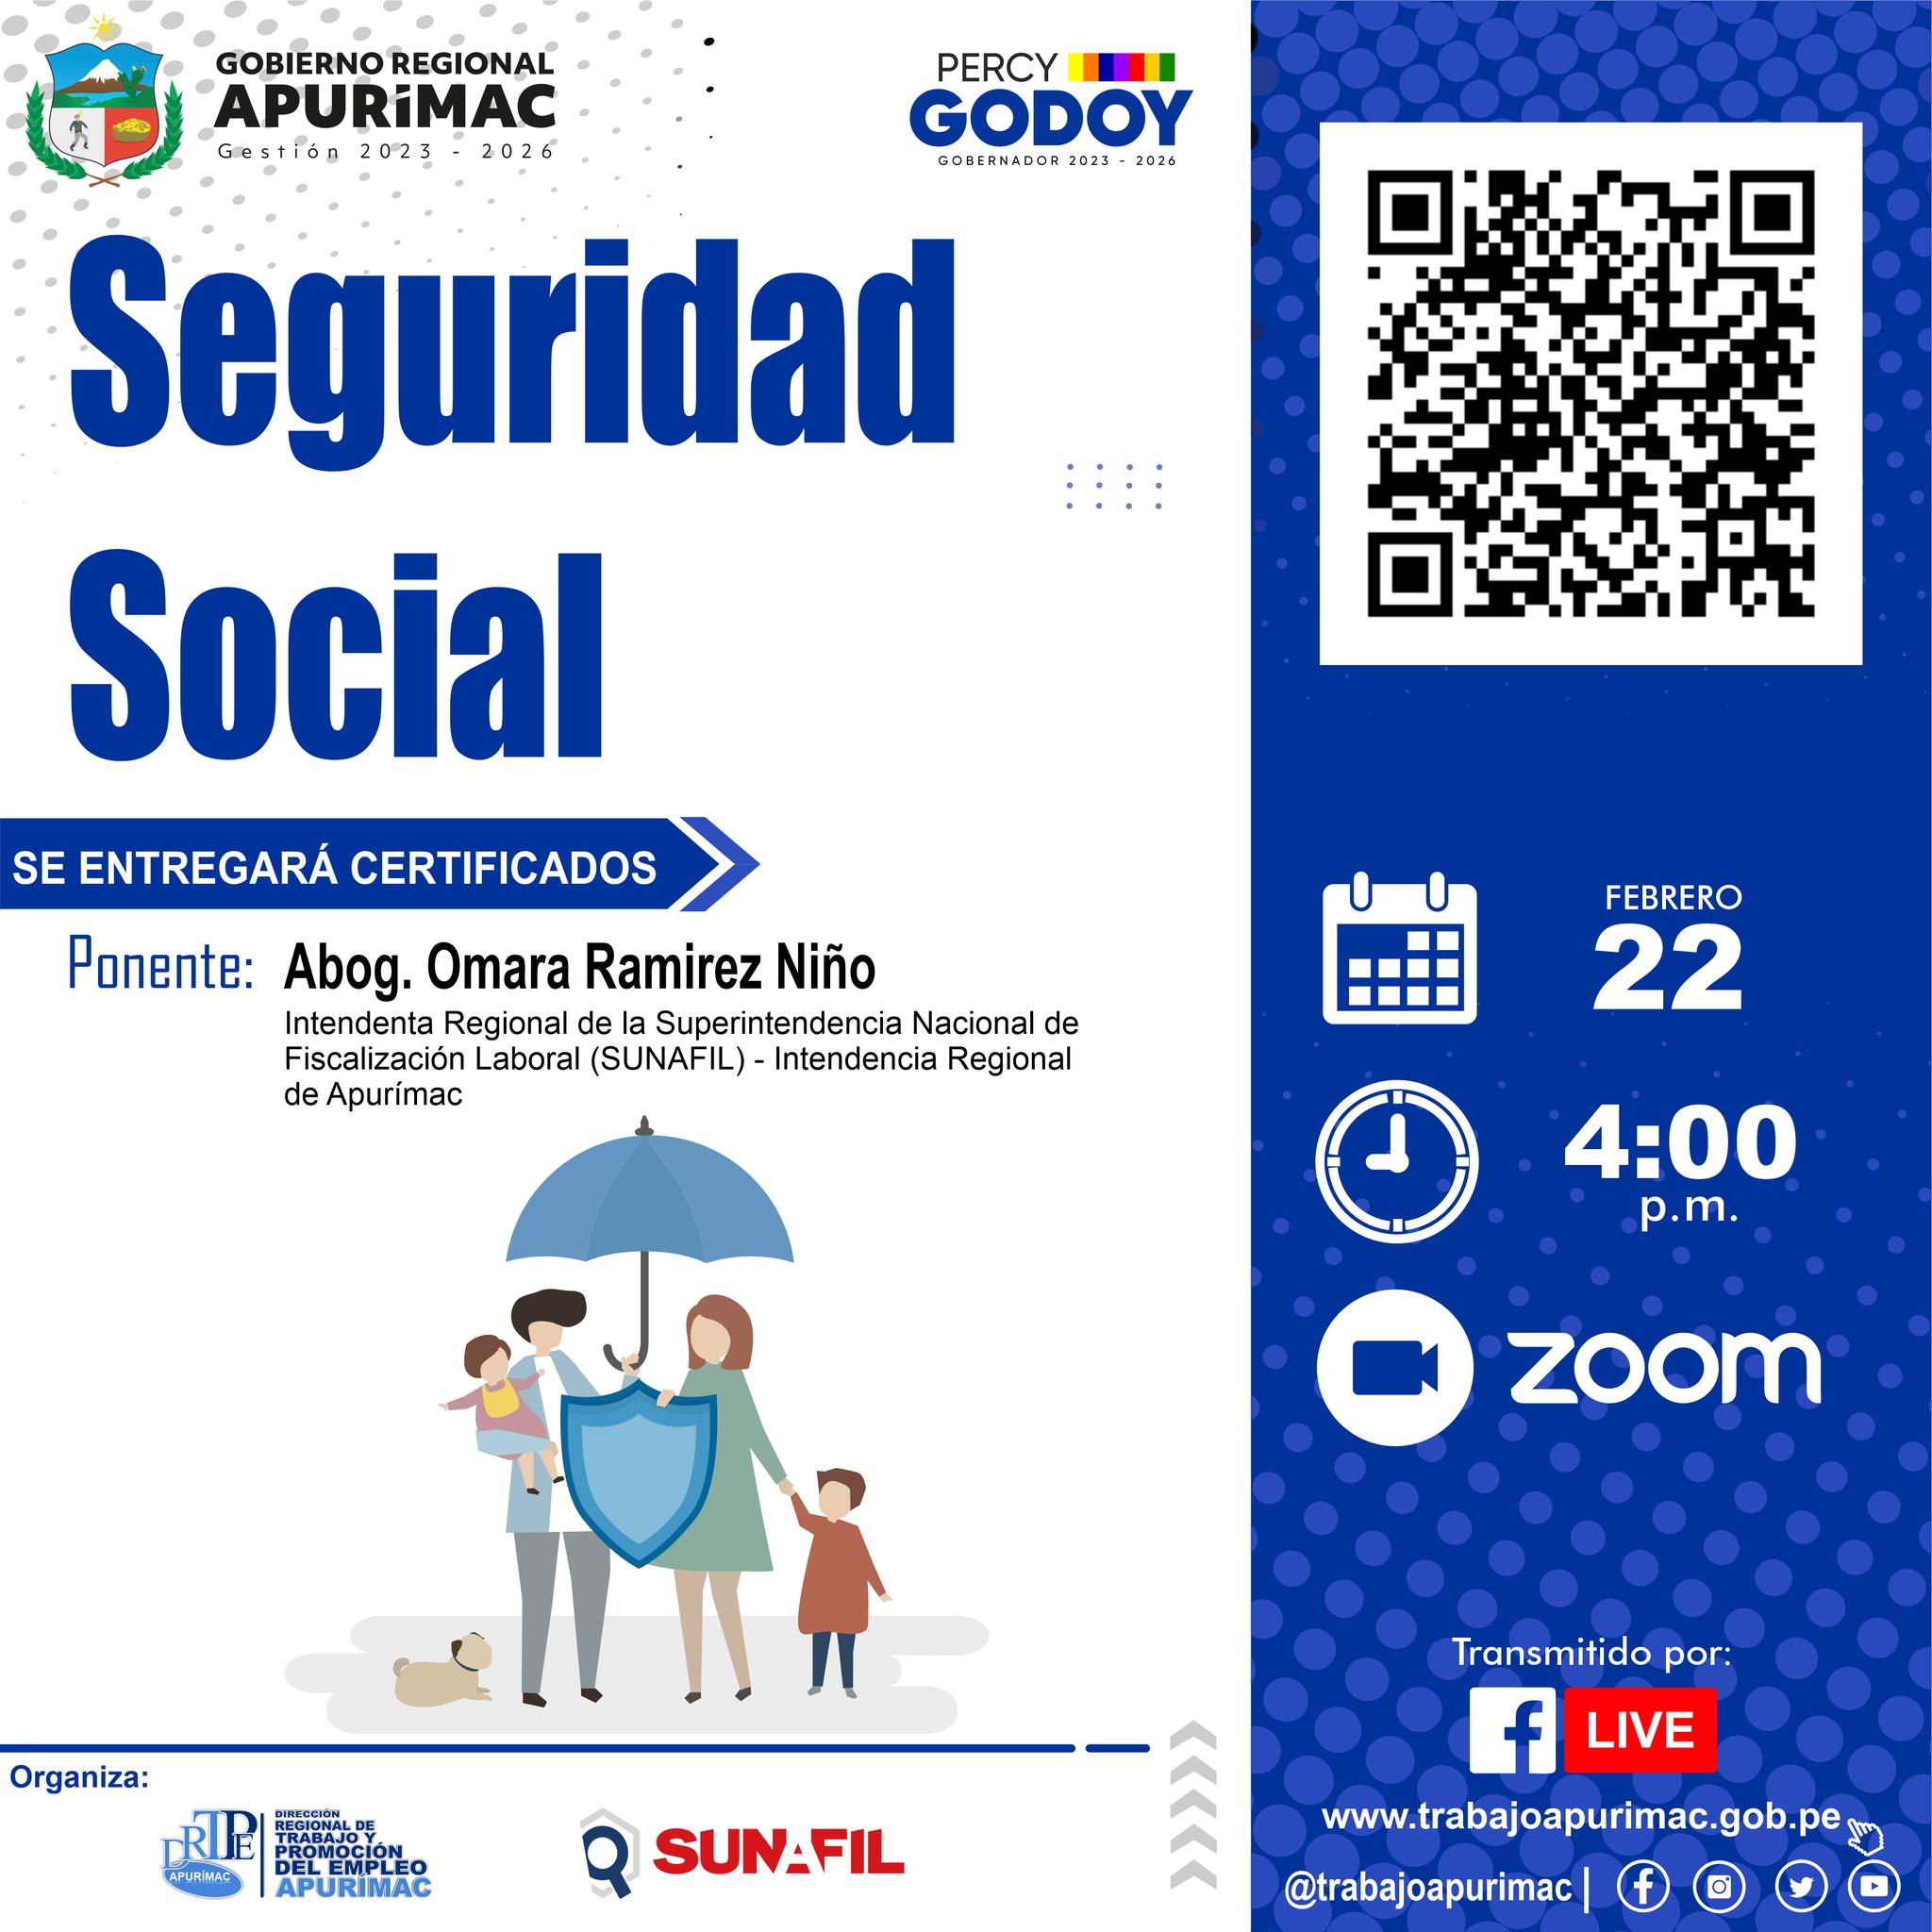 GOBIERNO REGIONAL
APURíMAC
Gestión 2023 - 2026
PERCY
GODOY
GOBERNADOR 2023 - 2026
Seguridad
Social
SE ENTREGARÁ CERTIFICADOS
Ponente: Abog. Omara Ramirez Niño
Intendenta Regional de la Superintendencia Nacional de
Fiscalización Laboral (SUNAFIL) - Intendencia Regional
de Apurímac
FEBRERO
22
4:00
p.m.
zoom
Transmitido por:
f LIVE
www.trabajoapurimac.gob.pe
@trabajoapurimac|
Organiza:
DRTPE
APURÍMAC
DIRECCIÓN
REGIONAL DE
TRABAJO Y
PROMOCIÓN
DEL EMPLEO
APURÍMAC
SUNAFIL